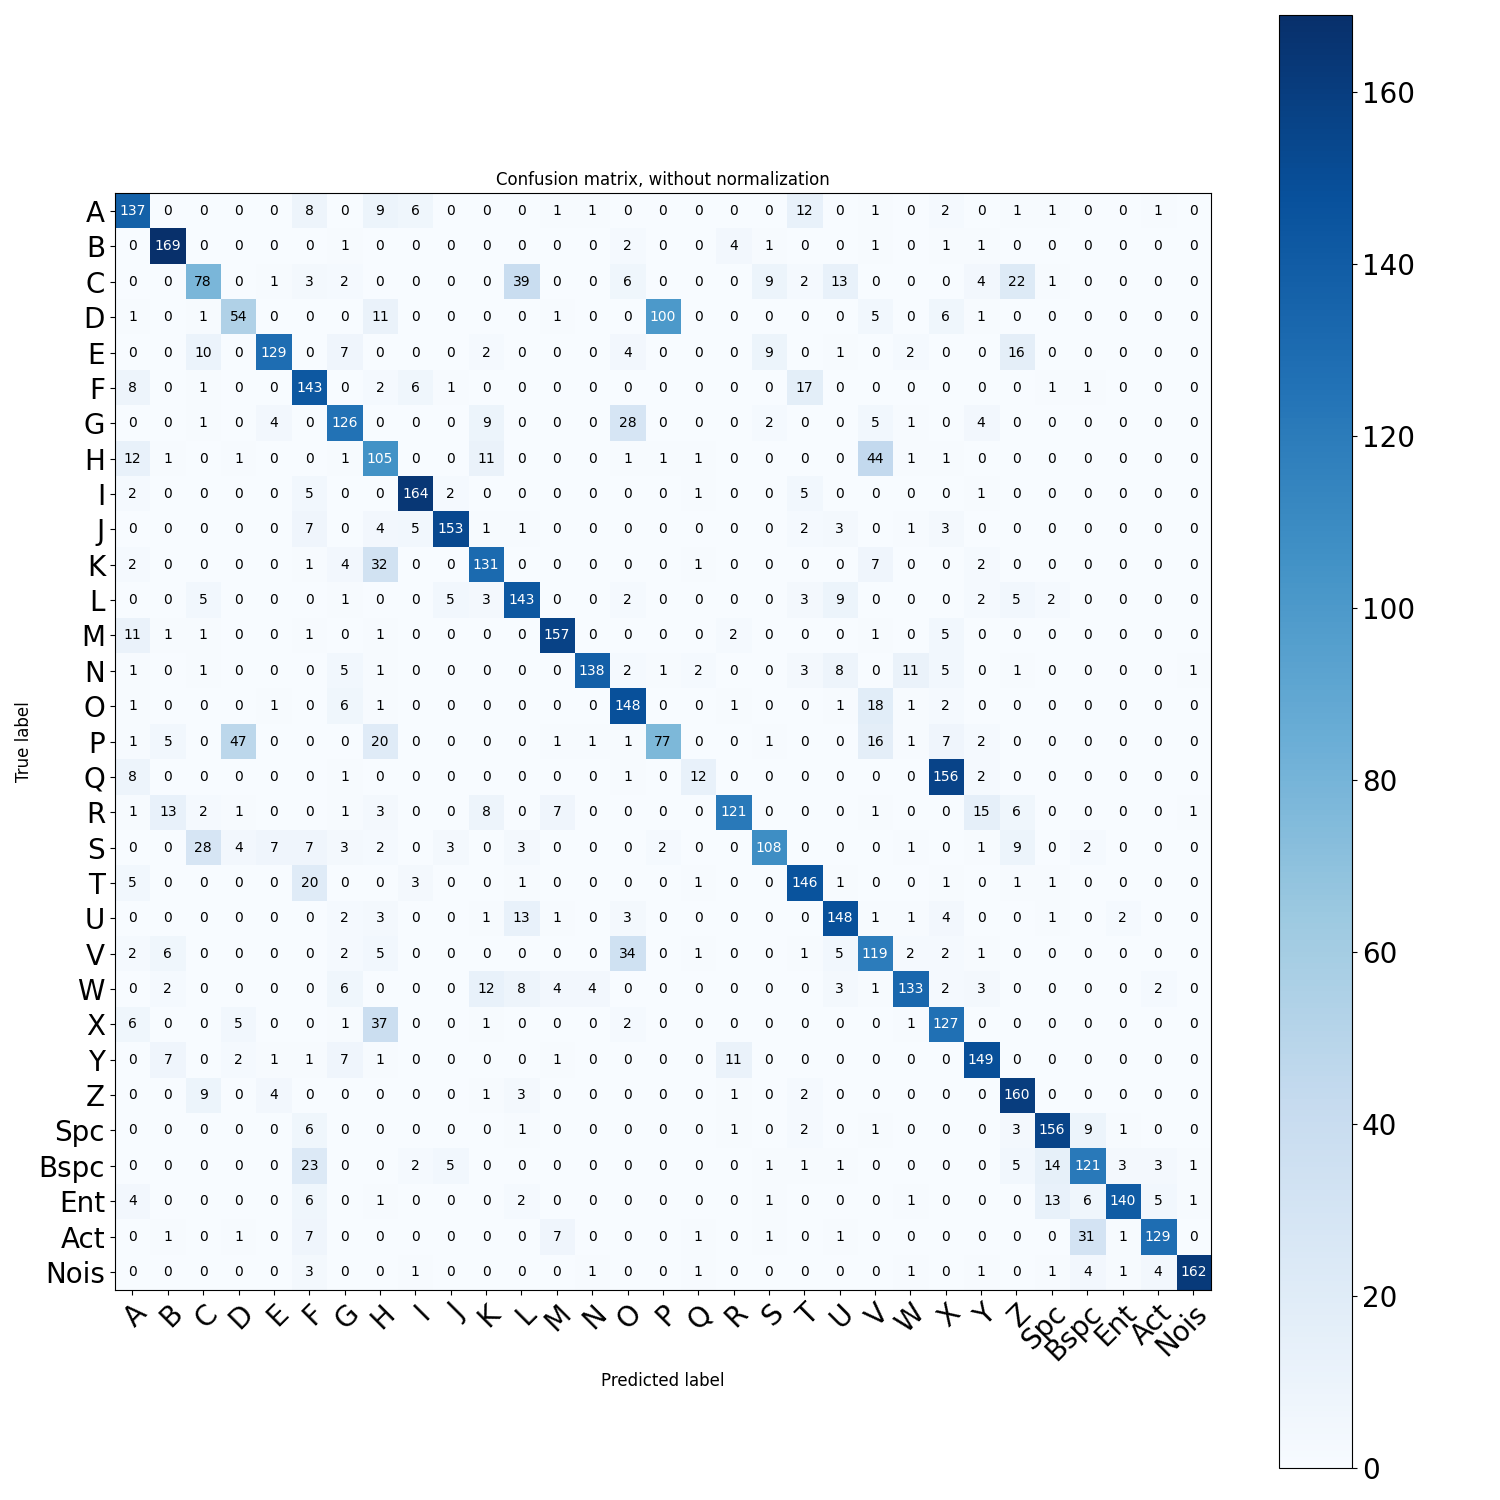 Confusion matrix, without normalization
A 137 0 0 0 0 8 0 9 6 0 0 0 1 1 0 0 0 0 0 12 0 1 0 2 0 1 1 0 0 1 0
B 0 169 0 0 0 0 1 0 0 0 0 0 0 0 2 0 0 4 1 0 0 1 0 1 1 0 0 0 0 0 0
C 0 0 78 0 1 3 2 0 0 0 0 39 0 0 6 0 0 0 9 2 13 0 0 0 4 22 1 0 0 0 0
D 1 0 1 54 0 0 0 11 0 0 0 0 1 0 0 100 0 0 0 0 0 5 0 6 1 0 0 0 0 0 0
E 0 0 10 0 129 0 7 0 0 0 2 0 0 0 4 0 0 0 9 0 1 0 2 0 0 16 0 0 0 0 0
F 8 0 1 0 0 143 0 2 6 1 0 0 0 0 0 0 0 0 0 17 0 0 0 0 0 0 1 1 0 0 0
G 0 0 1 0 4 0 126 0 0 0 9 0 0 0 28 0 0 0 2 0 0 5 1 0 4 0 0 0 0 0 0
H 12 1 0 1 0 0 1 105 0 0 11 0 0 0 1 1 1 0 0 0 0 44 1 1 0 0 0 0 0 0 0
I 2 0 0 0 0 5 0 0 164 2 0 0 0 0 0 0 1 0 0 5 0 0 0 0 1 0 0 0 0 0 0
J 0 0 0 0 0 7 0 4 5 153 1 1 0 0 0 0 0 0 0 2 3 0 1 3 0 0 0 0 0 0 0
K 2 0 0 0 0 1 4 32 0 0 131 0 0 0 0 0 1 0 0 0 0 7 0 0 2 0 0 0 0 0 0
L 0 0 5 0 0 0 1 0 0 5 3 143 0 0 2 0 0 0 0 3 9 0 0 0 2 5 2 0 0 0 0
M 11 1 1 0 0 1 0 1 0 0 0 0 157 0 0 0 0 2 0 0 0 1 0 5 0 0 0 0 0 0 0
N 1 0 1 0 0 0 5 1 0 0 0 0 0 138 2 1 2 0 0 3 8 0 11 5 0 1 0 0 0 0 1
O 1 0 0 0 1 0 6 1 0 0 0 0 0 0 148 0 0 1 0 0 1 18 1 2 0 0 0 0 0 0 0
P 1 5 0 47 0 0 0 20 0 0 0 0 1 1 1 77 0 0 1 0 0 16 1 7 2 0 0 0 0 0 0
Q 8 0 0 0 0 0 1 0 0 0 0 0 0 0 1 0 12 0 0 0 0 0 0 156 2 0 0 0 0 0 0
R 1 13 2 1 0 0 1 3 0 0 8 0 7 0 0 0 0 121 0 0 0 1 0 0 15 6 0 0 0 0 1
S 0 0 28 4 7 7 3 2 0 3 0 3 0 0 0 2 0 0 108 0 0 0 1 0 1 9 0 2 0 0 0
T 5 0 0 0 0 20 0 0 3 0 0 1 0 0 0 0 1 0 0 146 1 0 0 1 0 1 1 0 0 0 0
U 0 0 0 0 0 0 2 3 0 0 1 13 1 0 3 0 0 0 0 0 148 1 1 4 0 0 1 0 2 0 0
V 2 6 0 0 0 0 2 5 0 0 0 0 0 0 34 0 1 0 0 1 5 119 2 2 1 0 0 0 0 0 0
W 0 2 0 0 0 0 6 0 0 0 12 8 4 4 0 0 0 0 0 0 3 1 133 2 3 0 0 0 0 2 0
X 6 0 0 5 0 0 1 37 0 0 1 0 0 0 2 0 0 0 0 0 0 0 1 127 0 0 0 0 0 0 0
Y 0 7 0 2 1 1 7 1 0 0 0 0 1 0 0 0 0 11 0 0 0 0 0 0 149 0 0 0 0 0 0
Z 0 0 9 0 4 0 0 0 0 0 1 3 0 0 0 0 0 1 0 2 0 0 0 0 0 160 0 0 0 0 0
Spc 0 0 0 0 0 6 0 0 0 0 0 1 0 0 0 0 0 1 0 2 0 1 0 0 0 3 156 9 1 0 0
Bspc 0 0 0 0 0 23 0 0 2 5 0 0 0 0 0 0 0 0 1 1 1 0 0 0 0 5 14 121 3 3 1
Ent 4 0 0 0 0 6 0 1 0 0 0 2 0 0 0 0 0 0 1 0 0 0 1 0 0 0 13 6 140 5 1
Act 0 1 0 1 0 7 0 0 0 0 0 0 7 0 0 0 1 0 1 0 1 0 0 0 0 0 0 31 1 129 0
Nois 0 0 0 0 0 3 0 0 1 0 0 0 0 1 0 0 1 0 0 0 0 0 1 0 1 0 1 4 1 4 162
A B C D E F G H I J K L M N O P Q R S T U V W X Y Z Spc Bspc Ent Act Nois
Predicted label
True label
160
140
120
100
80
60
40
20
0